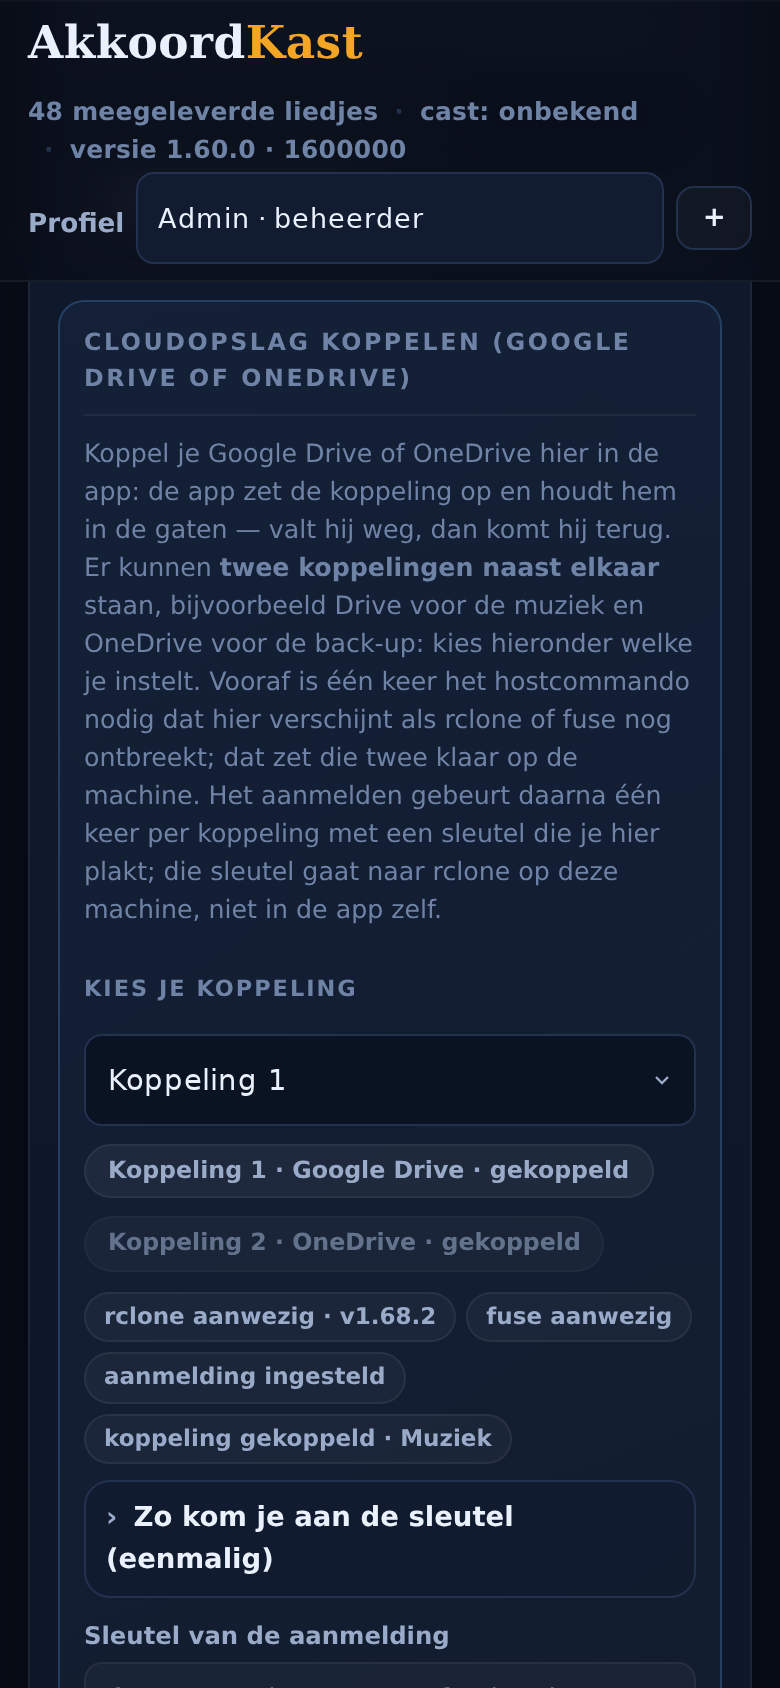 AkkoordKast
48 meegeleverde liedjes · cast: onbekend
· versie 1.60.0 · 1600000
Profiel Admin · beheerder +
CLOUDOPSLAG KOPPELEN (GOOGLE
DRIVE OF ONEDRIVE)
Koppel je Google Drive of OneDrive hier in de
app: de app zet de koppeling op en houdt hem
in de gaten — valt hij weg, dan komt hij terug.
Er kunnen twee koppelingen naast elkaar
staan, bijvoorbeeld Drive voor de muziek en
OneDrive voor de back-up: kies hieronder welke
je instelt. Vooraf is één keer het hostcommando
nodig dat hier verschijnt als rclone of fuse nog
ontbreekt; dat zet die twee klaar op de
machine. Het aanmelden gebeurt daarna één
keer per koppeling met een sleutel die je hier
plakt; die sleutel gaat naar rclone op deze
machine, niet in de app zelf.
KIES JE KOPPELING
Koppeling 1
Koppeling 1 · Google Drive · gekoppeld
Koppeling 2 · OneDrive · gekoppeld
rclone aanwezig · v1.68.2 fuse aanwezig
aanmelding ingesteld
koppeling gekoppeld · Muziek
› Zo kom je aan de sleutel
(eenmalig)
Sleutel van de aanmelding